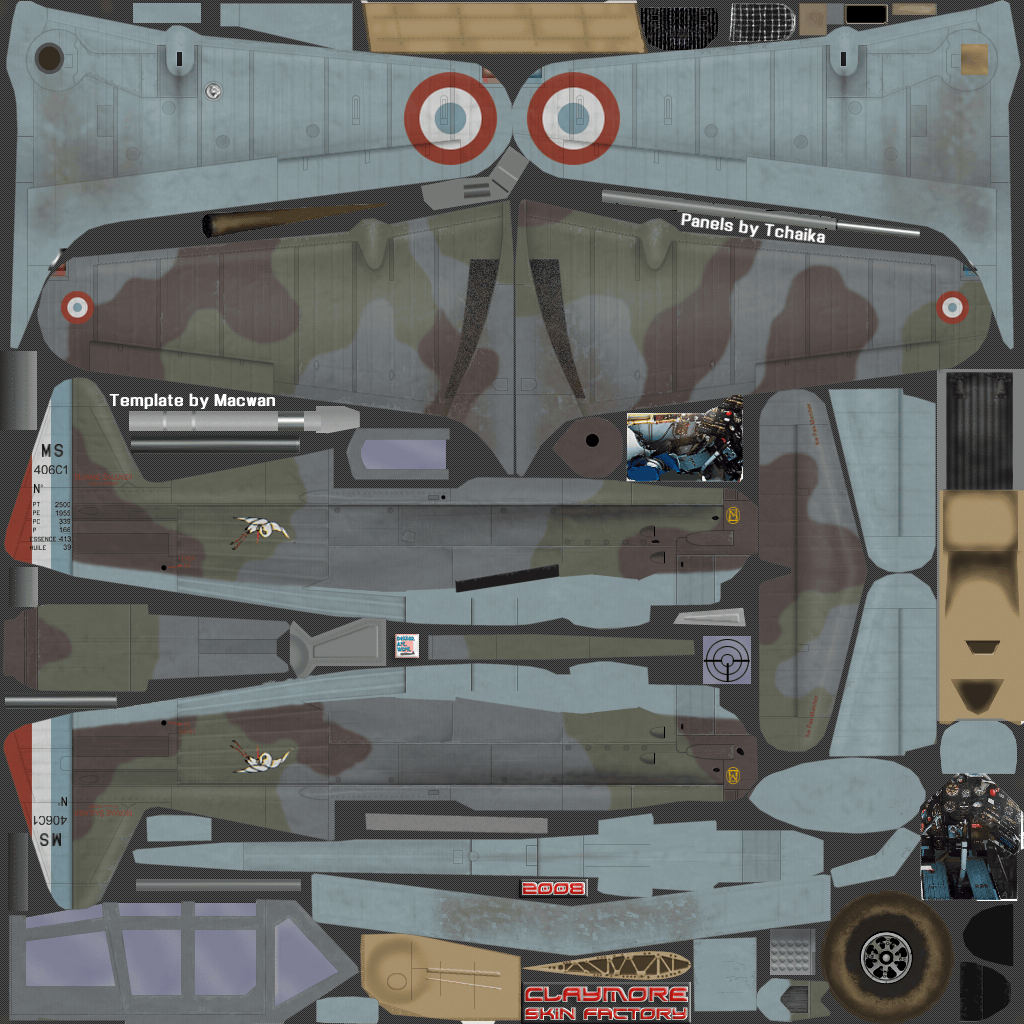 Panels by Tchaika
Template by Macwan
MS
406C1
N°
PT 2500
PE 1955
PC 339
P 166
ESSENCE 413
HUILE 39
N°
406C1
MS
2008
CLAYMORE
SKIN FACTORY